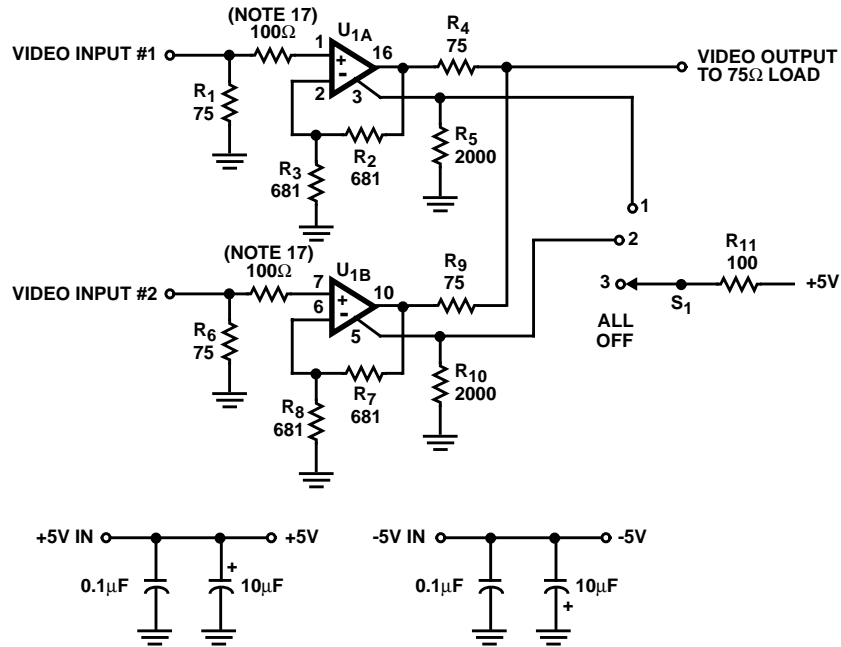 (NOTE 17)
100Ω
U1A
R4
75
VIDEO INPUT #1
1
16
VIDEO OUTPUT
TO 75Ω LOAD
+
-
2
3
R1
75
R2
681
R3
681
R5
2000
1
2
(NOTE 17)
100Ω
U1B
R9
75
R11
100
VIDEO INPUT #2
7
10
3
+5V
S1
ALL
OFF
+
-
6
5
R6
75
R7
681
R8
681
R10
2000
+5V IN
+5V
-5V IN
-5V
0.1µF
+
10µF
0.1µF
10µF
+